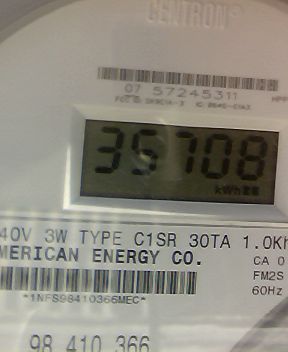 CENTRON®
07 57245311
35708
kWh
40V 3W TYPE C1SR 30TA 1.0Kh
MERICAN ENERGY CO.
CA 0
FM2S
60Hz
*1NFS98410366MEC*
98 410 366